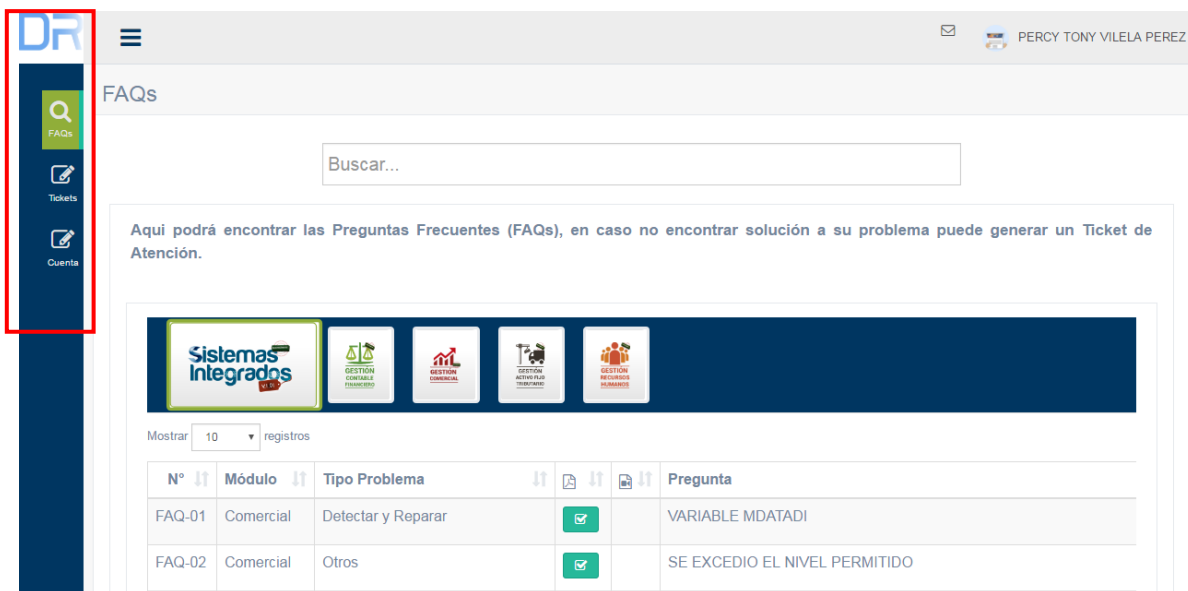 DR
PERCY TONY VILELA PEREZ
FAQs
FAQs
Tickets
Cuenta
Buscar...
Aqui podrá encontrar las Preguntas Frecuentes (FAQs), en caso no encontrar solución a su problema puede generar un Ticket de
Atención.
Sistemas
Integrados
GESTIÓN
CONTABLE
FINANCIERO
GESTIÓN
COMERCIAL
GESTIÓN
ACTIVO FIJO
TRIBUTARIO
GESTIÓN
RECURSOS
HUMANOS
Mostrar 10 registros
N° Módulo Tipo Problema Pregunta
FAQ-01 Comercial Detectar y Reparar VARIABLE MDATADI
FAQ-02 Comercial Otros SE EXCEDIO EL NIVEL PERMITIDO